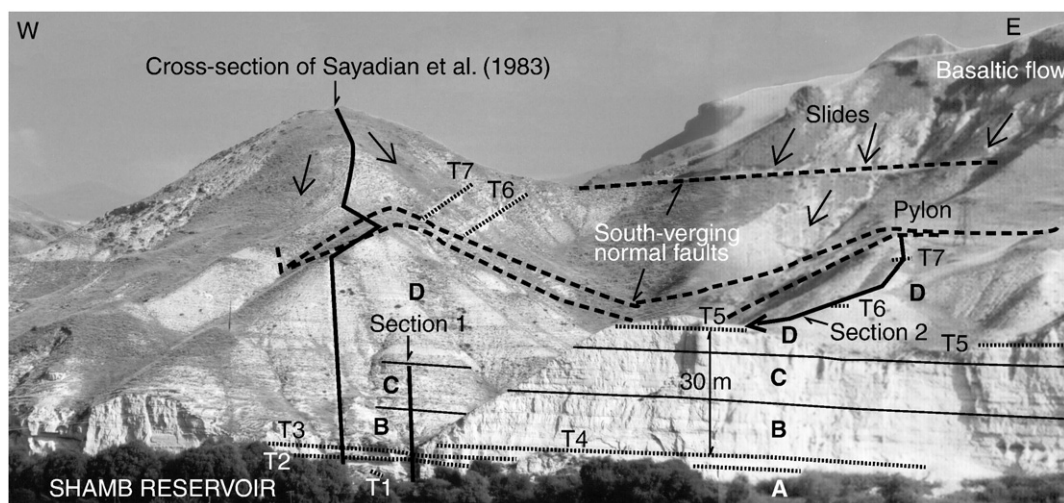 W
E
Cross-section of Sayadian et al. (1983)
Basaltic flow
Slides
T7
T6
Pylon
South-verging
normal faults
T7
D
D
T6
T5
D
Section 2
T5
Section 1
C
30 m
C
B
B
T3
T4
T2
T1
A
SHAMB RESERVOIR